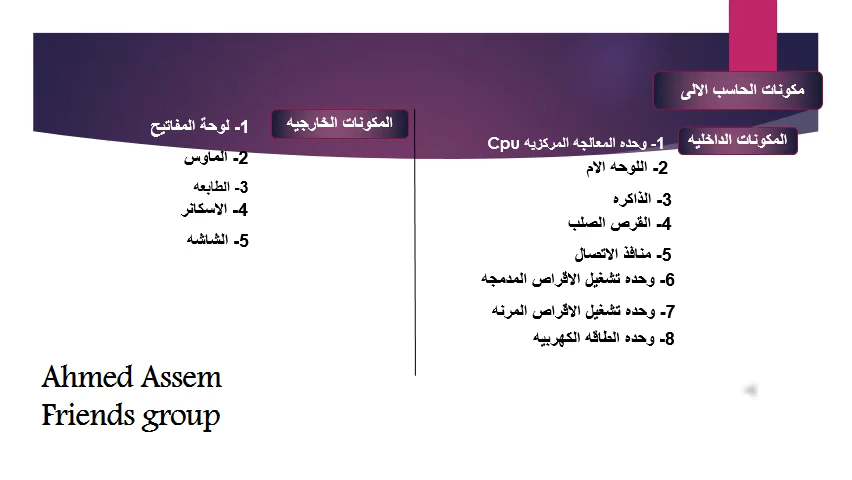 مكونات الحاسب الالى
المكونات الداخليه
1- وحده المعالجه المركزيه Cpu
2- اللوحه الام
3- الذاكره
4- القرص الصلب
5- منافذ الاتصال
6- وحده تشغيل الاقراص المدمجه
7- وحده تشغيل الاقراص المرنه
8- وحده الطاقه الكهربيه
المكونات الخارجيه
1- لوحة المفاتيح
2- الماوس
3- الطابعه
4- الاسكانر
5- الشاشه
Ahmed Assem
Friends group